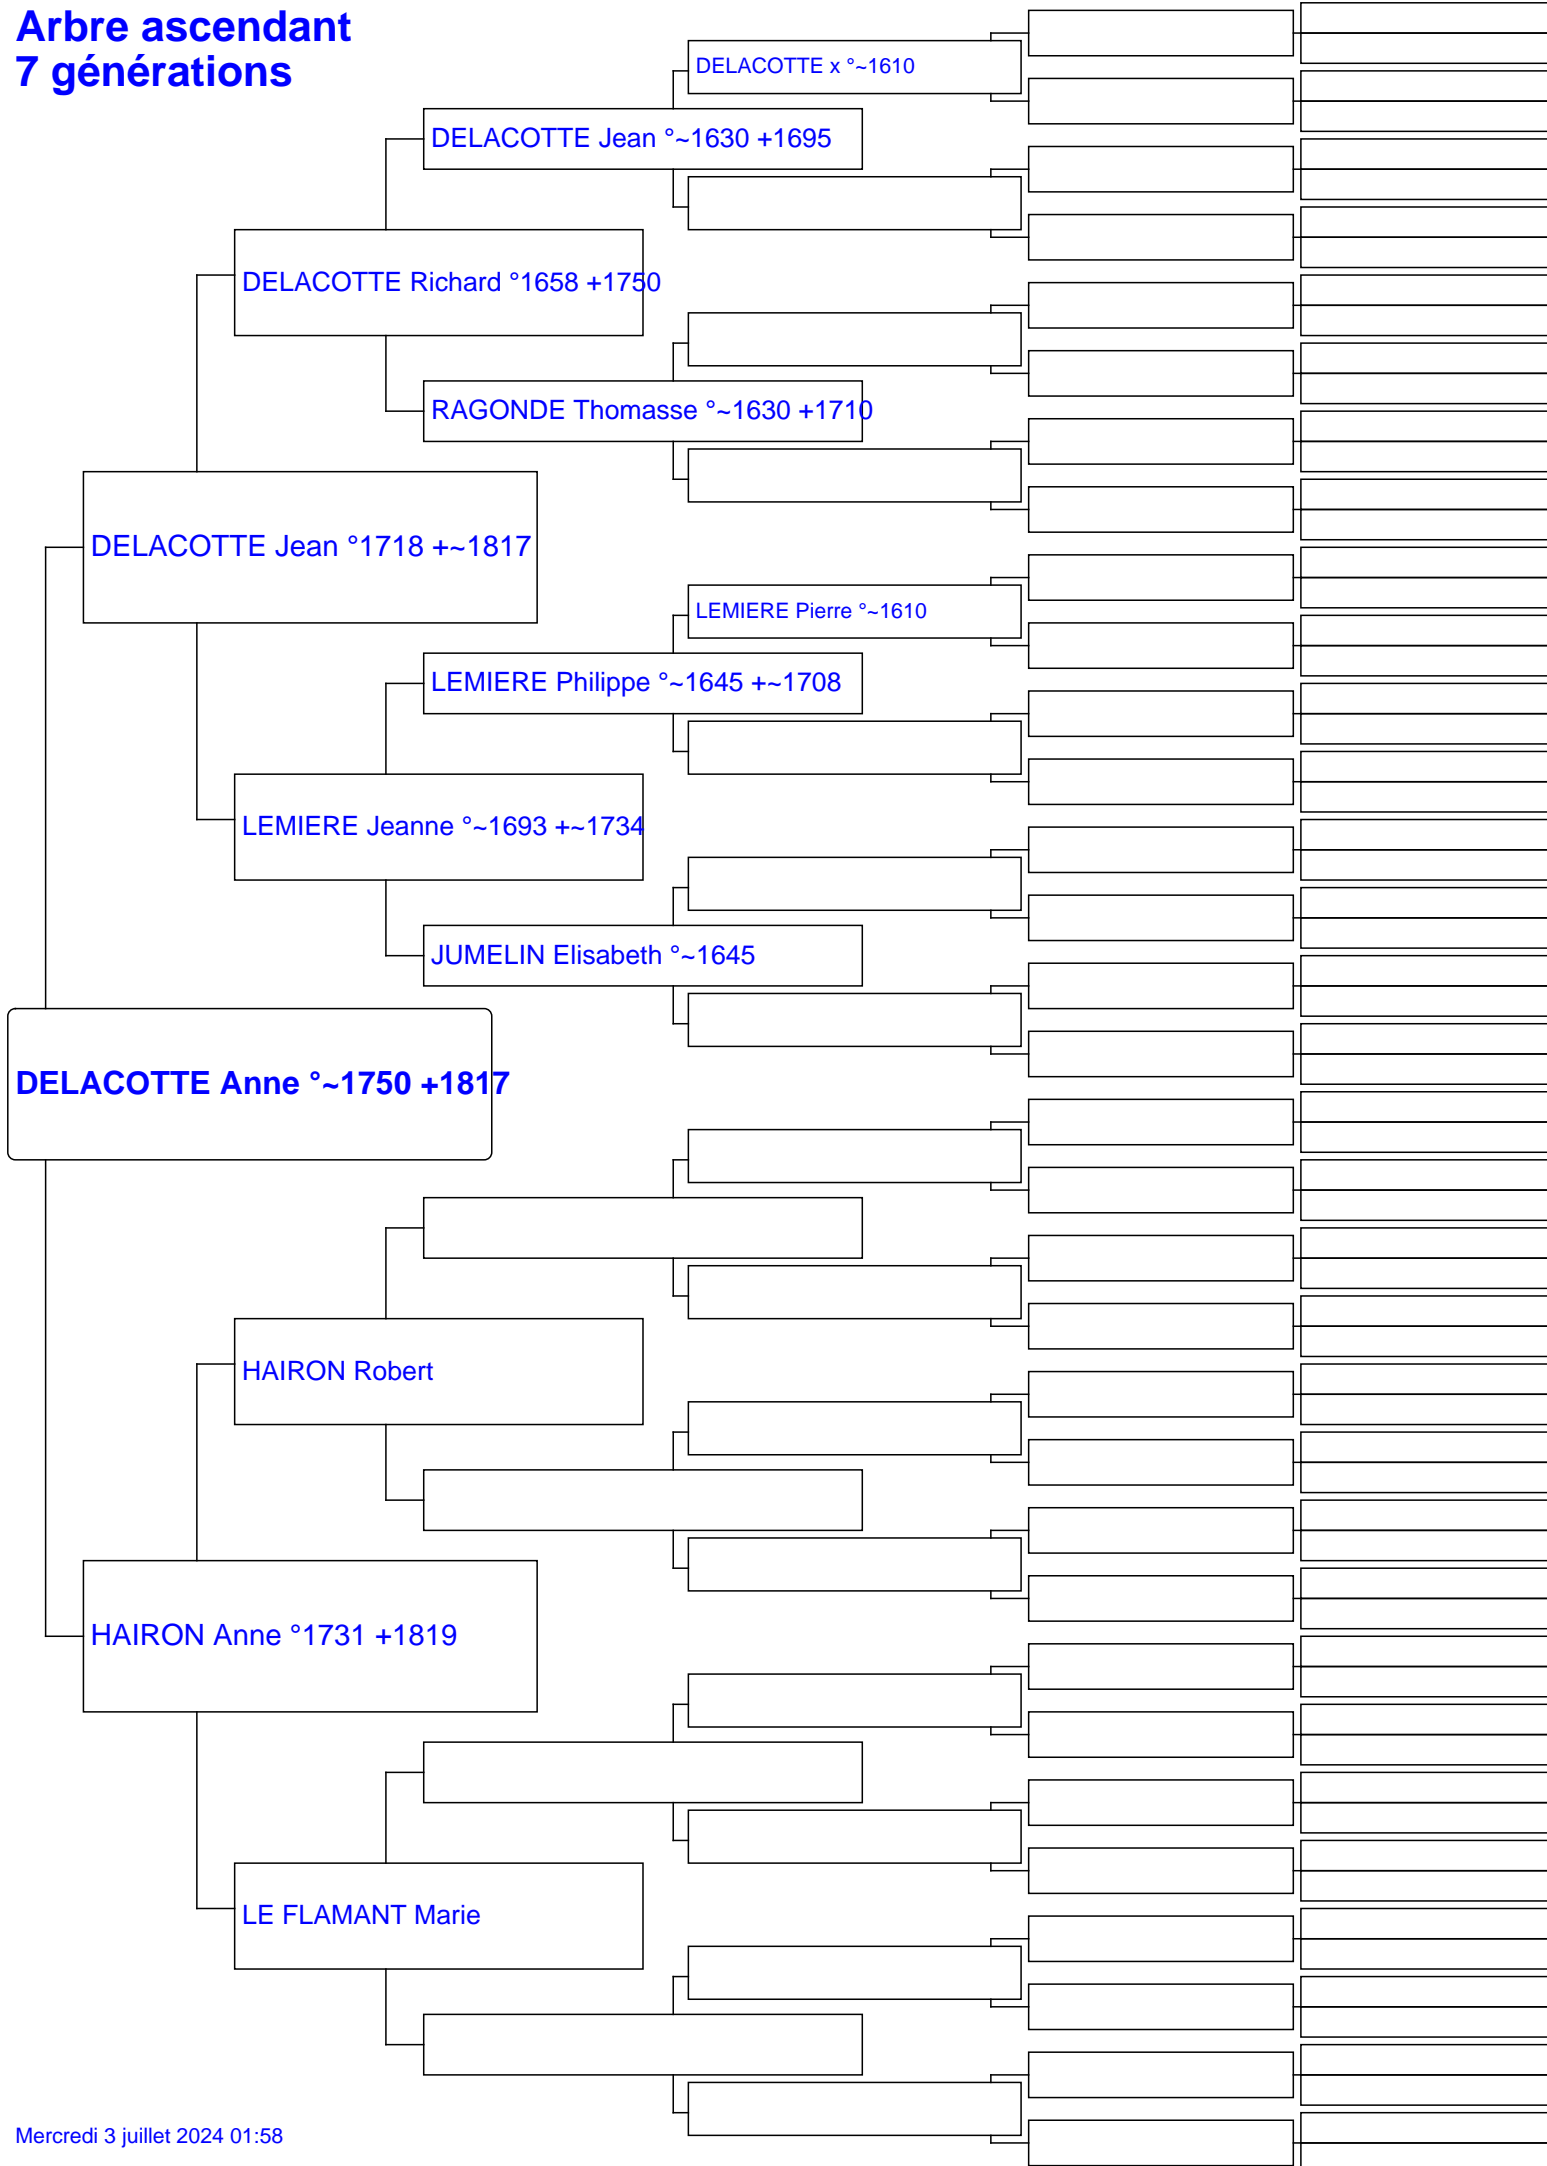 Arbre ascendant
7 générations
DELACOTTE x °~1610
DELACOTTE Jean °~1630 +1695
DELACOTTE Richard °1658 +1750
RAGONDE Thomasse °~1630 +1710
DELACOTTE Jean °1718 +~1817
LEMIERE Pierre °~1610
LEMIERE Philippe °~1645 +~1708
LEMIERE Jeanne °~1693 +~1734
JUMELIN Elisabeth °~1645
DELACOTTE Anne °~1750 +1817
HAIRON Robert
HAIRON Anne °1731 +1819
LE FLAMANT Marie
Mercredi 3 juillet 2024 01:58